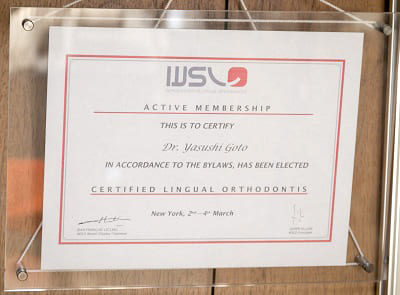 WSLO
ACTIVE MEMBERSHIP
THIS IS TO CERTIFY
Dr. Yasushi Goto
IN ACCORDANCE TO THE BYLAWS, HAS BEEN ELECTED
CERTIFIED LINGUAL ORTHODONTIS
New York, 2nd-4th March